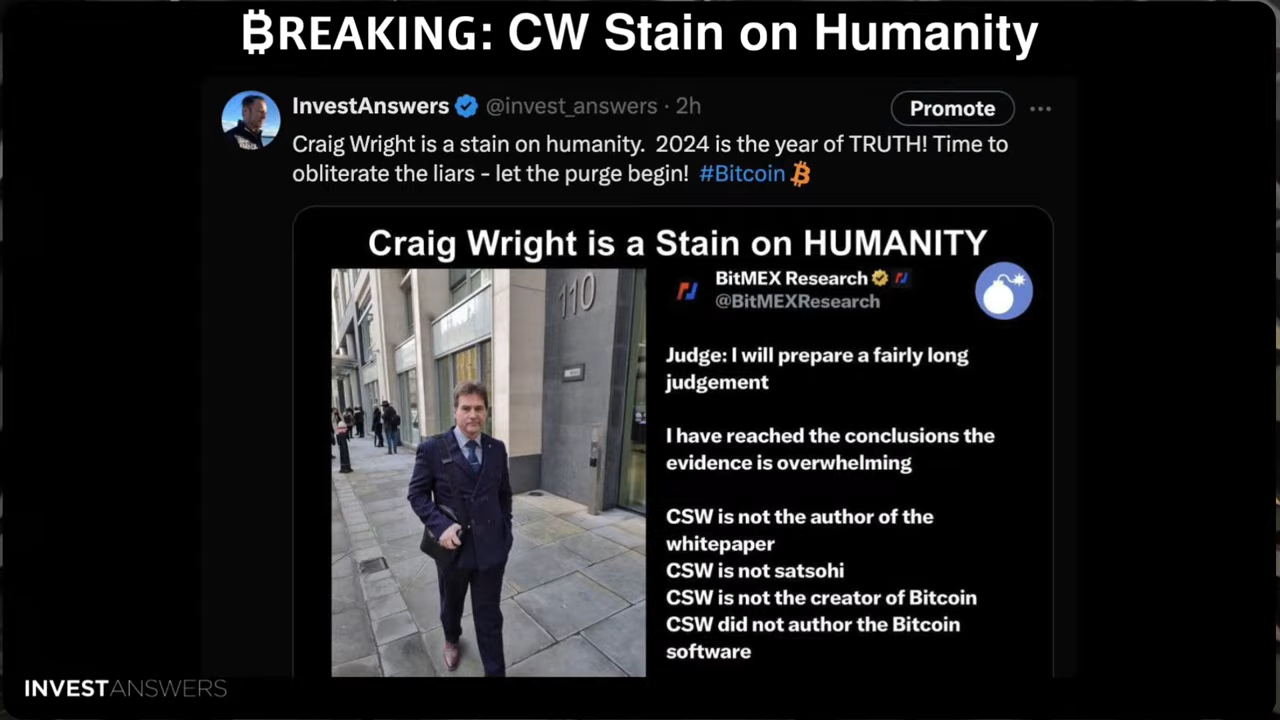 ₿REAKING: CW Stain on Humanity
InvestAnswers @invest_answers · 2h
Promote
Craig Wright is a stain on humanity.  2024 is the year of TRUTH! Time to
obliterate the liars - let the purge begin!  #Bitcoin
Craig Wright is a Stain on HUMANITY
110
BitMEX Research
@BitMEXResearch
Judge: I will prepare a fairly long
judgement
I have reached the conclusions the
evidence is overwhelming
CSW is not the author of the
whitepaper
CSW is not satsohi
CSW is not the creator of Bitcoin
CSW did not author the Bitcoin
software
INVESTANSWERS